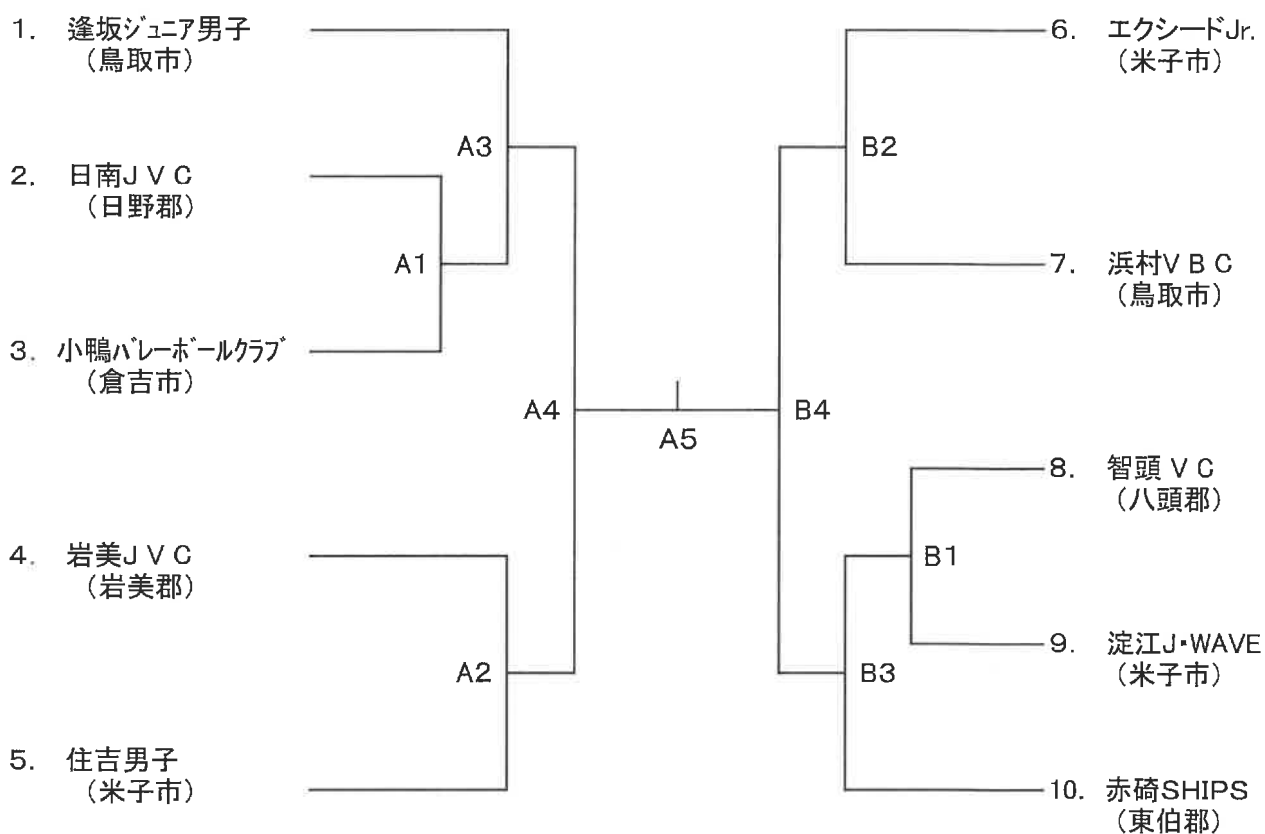 1. 逢坂ジュニア男子
（鳥取市）
2. 日南ＪＶＣ
（日野郡）
3. 小鴨バレーボールクラブ
（倉吉市）
4. 岩美ＪＶＣ
（岩美郡）
5. 住吉男子
（米子市）
A3
A1
A4
A2
A5
B2
B4
B1
B3
6. エクシードJr.
（米子市）
7. 浜村ＶＢＣ
（鳥取市）
8. 智頭ＶＣ
（八頭郡）
9. 淀江J・WAVE
（米子市）
10. 赤碕SHIPS
（東伯郡）